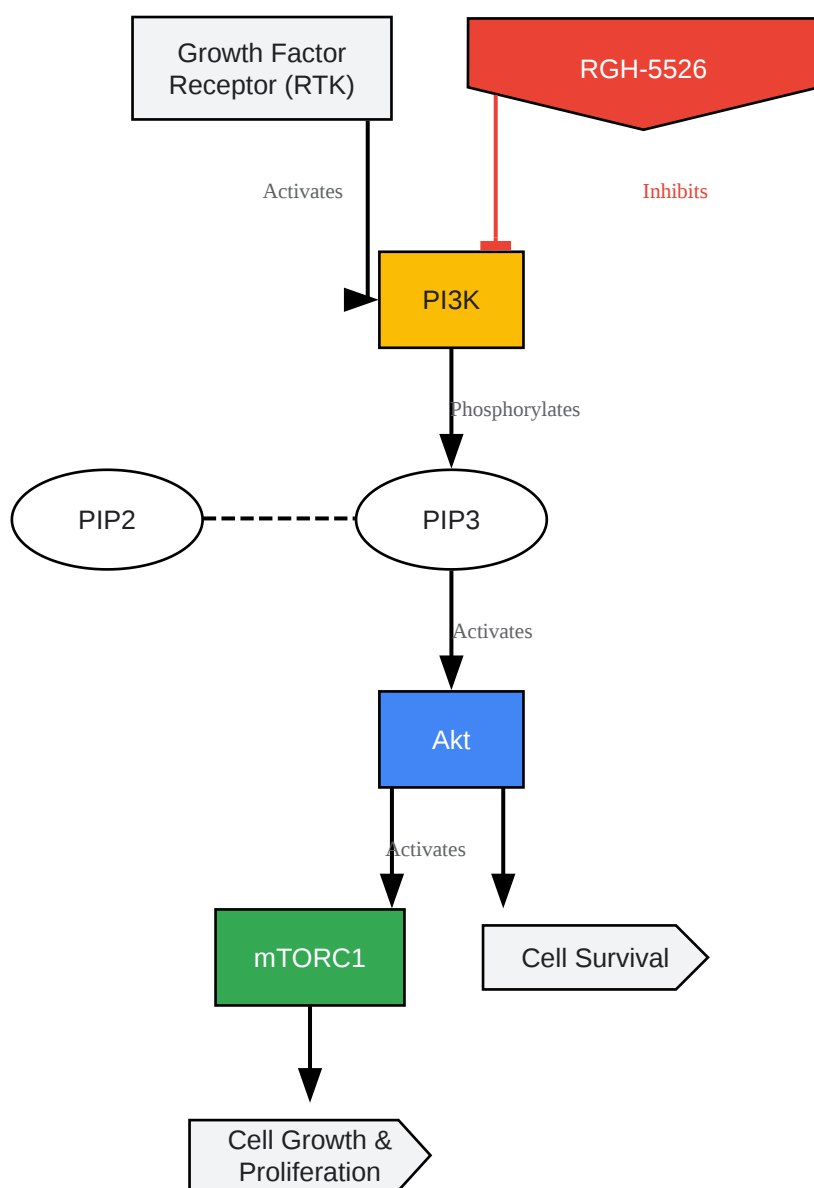 Growth Factor
Receptor (RTK)
RGH-5526
Activates
Inhibits
PI3K
Phosphorylates
PIP2
PIP3
Activates
Akt
Activates
mTORC1
Cell Survival
Cell Growth &
Proliferation